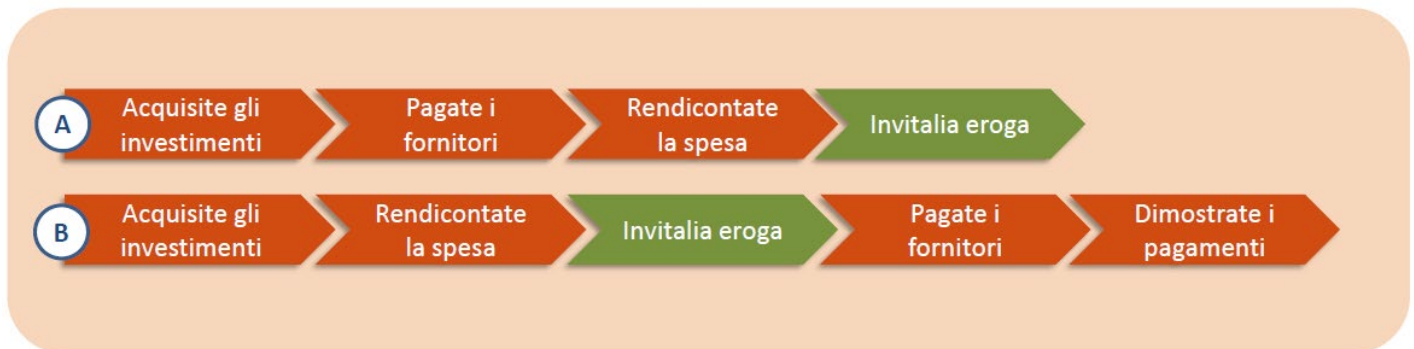 A
Acquisite gli
investimenti
Pagate i
fornitori
Rendicontate
la spesa
Invitalia eroga
B
Acquisite gli
investimenti
Rendicontate
la spesa
Invitalia eroga
Pagate i
fornitori
Dimostrate i
pagamenti